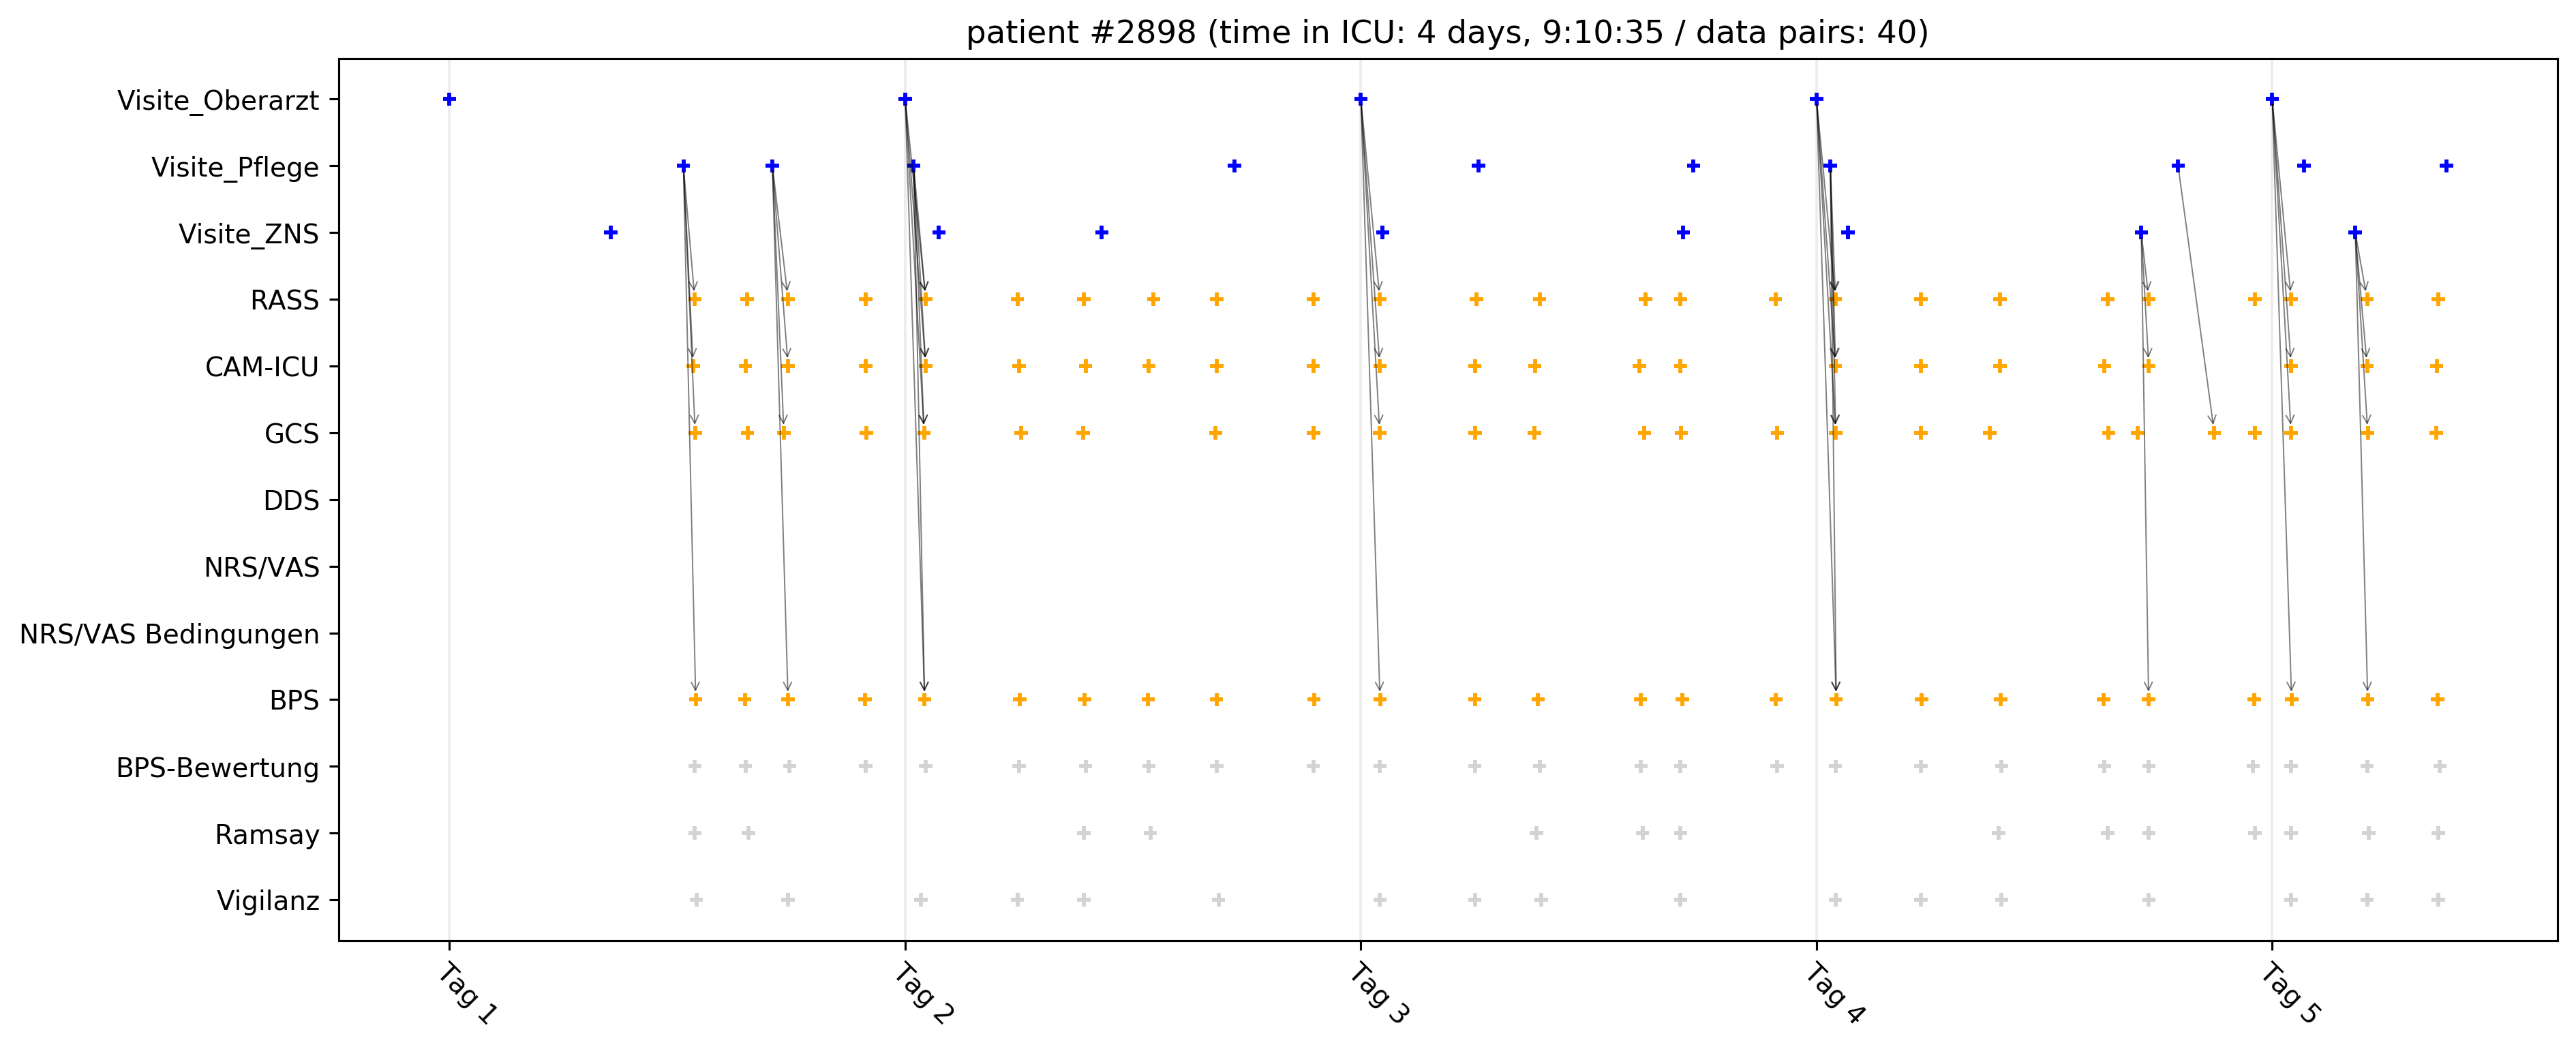 patient #2898 (time in ICU: 4 days, 9:10:35 / data pairs: 40)
Visite_Oberarzt
Visite_Pflege
Visite_ZNS
RASS
CAM-ICU
GCS
DDS
NRS/VAS
NRS/VAS Bedingungen
BPS
BPS-Bewertung
Ramsay
Vigilanz
Tag 1
Tag 2
Tag 3
Tag 4
Tag 5